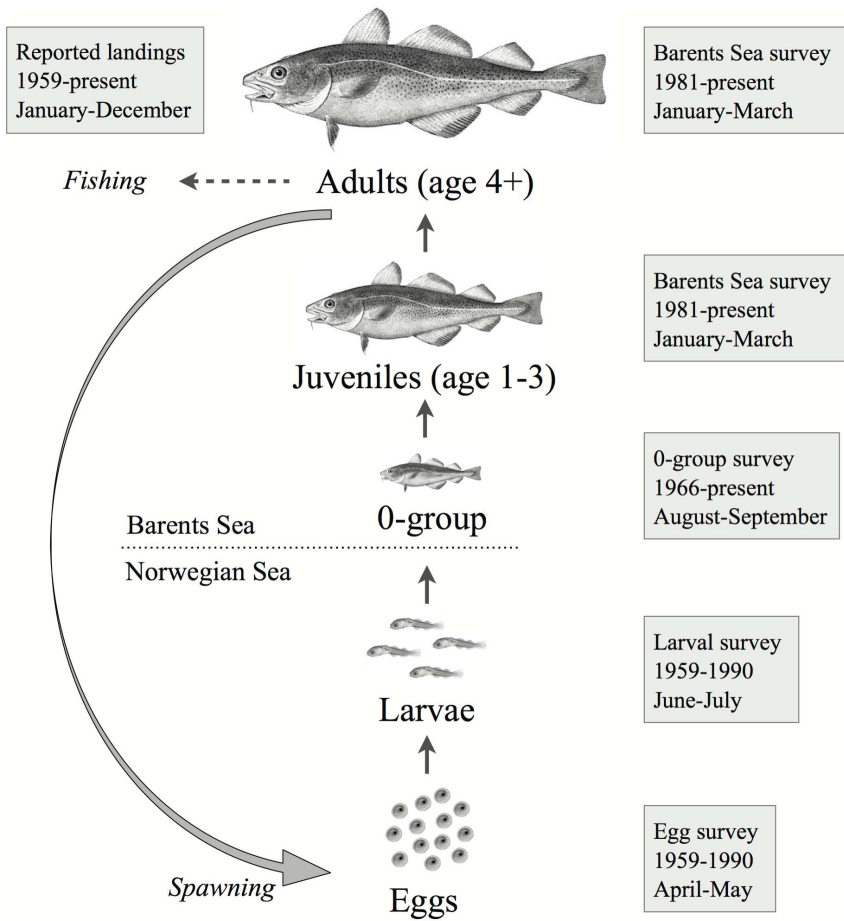 Reported landings
1959-present
January-December
Barents Sea survey
1981-present
January-March
Fishing
Adults (age 4+)
Barents Sea survey
1981-present
January-March
Juveniles (age 1-3)
0-group survey
1966-present
August-September
0-group
Barents Sea
Norwegian Sea
Larval survey
1959-1990
June-July
Larvae
Egg survey
1959-1990
April-May
Spawning
Eggs